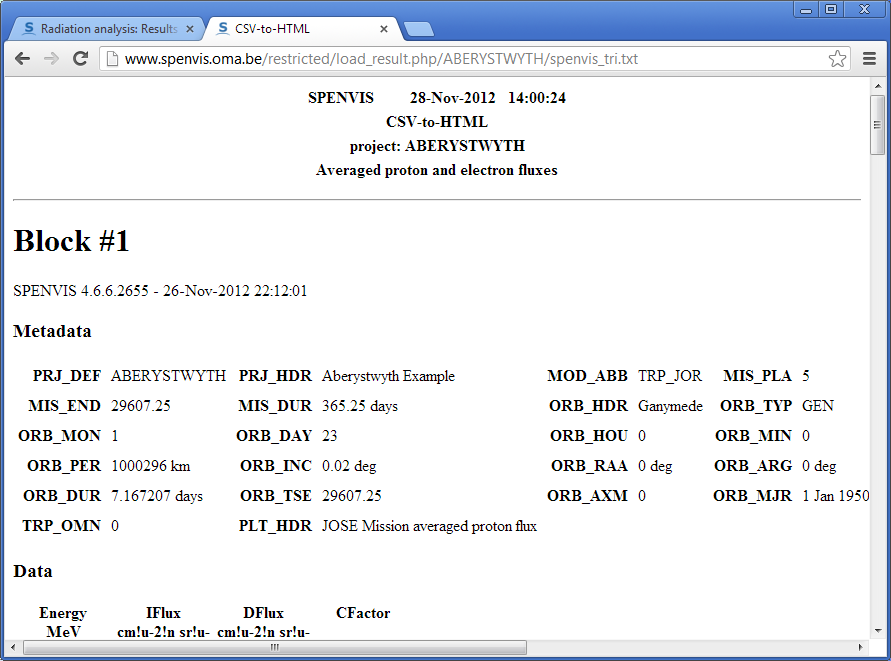 Radiation analysis: Results
CSV-to-HTML
www.spenvis.oma.be/restricted/load_result.php/ABERYSTWYTH/spenvis_tri.txt
SPENVIS 28-Nov-2012 14:00:24
CSV-to-HTML
project: ABERYSTWYTH
Averaged proton and electron fluxes
Block #1
SPENVIS 4.6.6.2655 - 26-Nov-2012 22:12:01
Metadata
PRJ_DEF ABERYSTWYTH PRJ_HDR Aberystwyth Example MOD_ABB TRP_JOR MIS_PLA 5
MIS_END 29607.25 MIS_DUR 365.25 days ORB_HDR Ganymede ORB_TYP GEN
ORB_MON 1 ORB_DAY 23 ORB_HOU 0 ORB_MIN 0
ORB_PER 1000296 km ORB_INC 0.02 deg ORB_RAA 0 deg ORB_ARG 0 deg
ORB_DUR 7.167207 days ORB_TSE 29607.25 ORB_AXM 0 ORB_MJR 1 Jan 1950
TRP_OMN 0 PLT_HDR JOSE Mission averaged proton flux
Data
Energy IFlux DFlux CFactor
MeV cm!u-2!n sr!u- cm!u-2!n sr!u-